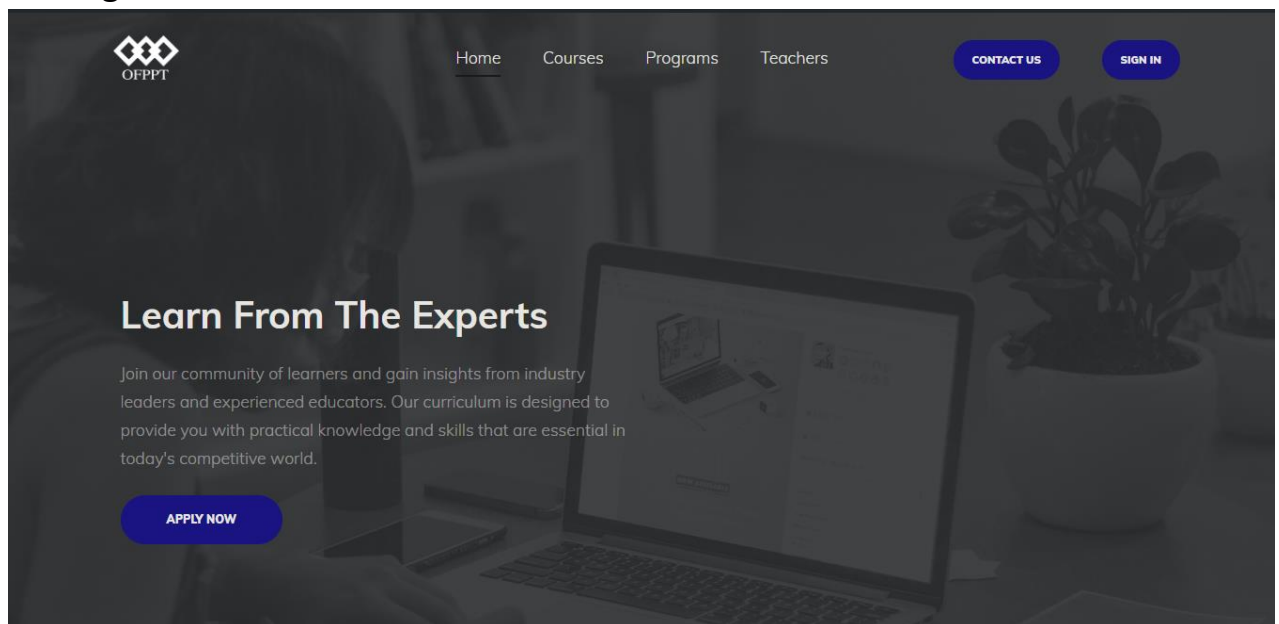 OFPPT
Home Courses Programs Teachers CONTACT US SIGN IN
Learn From The Experts
Join our community of learners and gain insights from industry
leaders and experienced educators. Our curriculum is designed to
provide you with practical knowledge and skills that are essential in
today's competitive world.
APPLY NOW